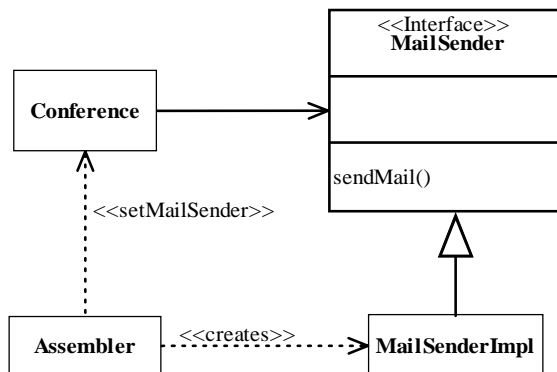 <<Interface>>
MailSender
Conference
sendMail()
<<setMailSender>>
<<creates>>
Assembler
MailSenderImpl